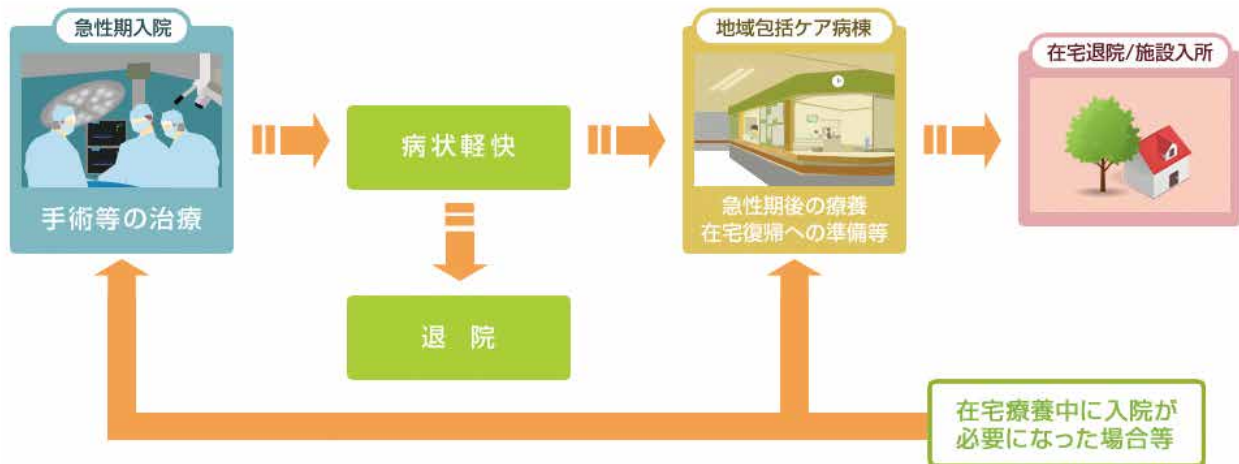 急性期入院
手術等の治療
病状軽快
退 院
地域包括ケア病棟
急性期後の療養
在宅復帰への準備等
在宅退院/施設入所
在宅療養中に入院が
必要になった場合等